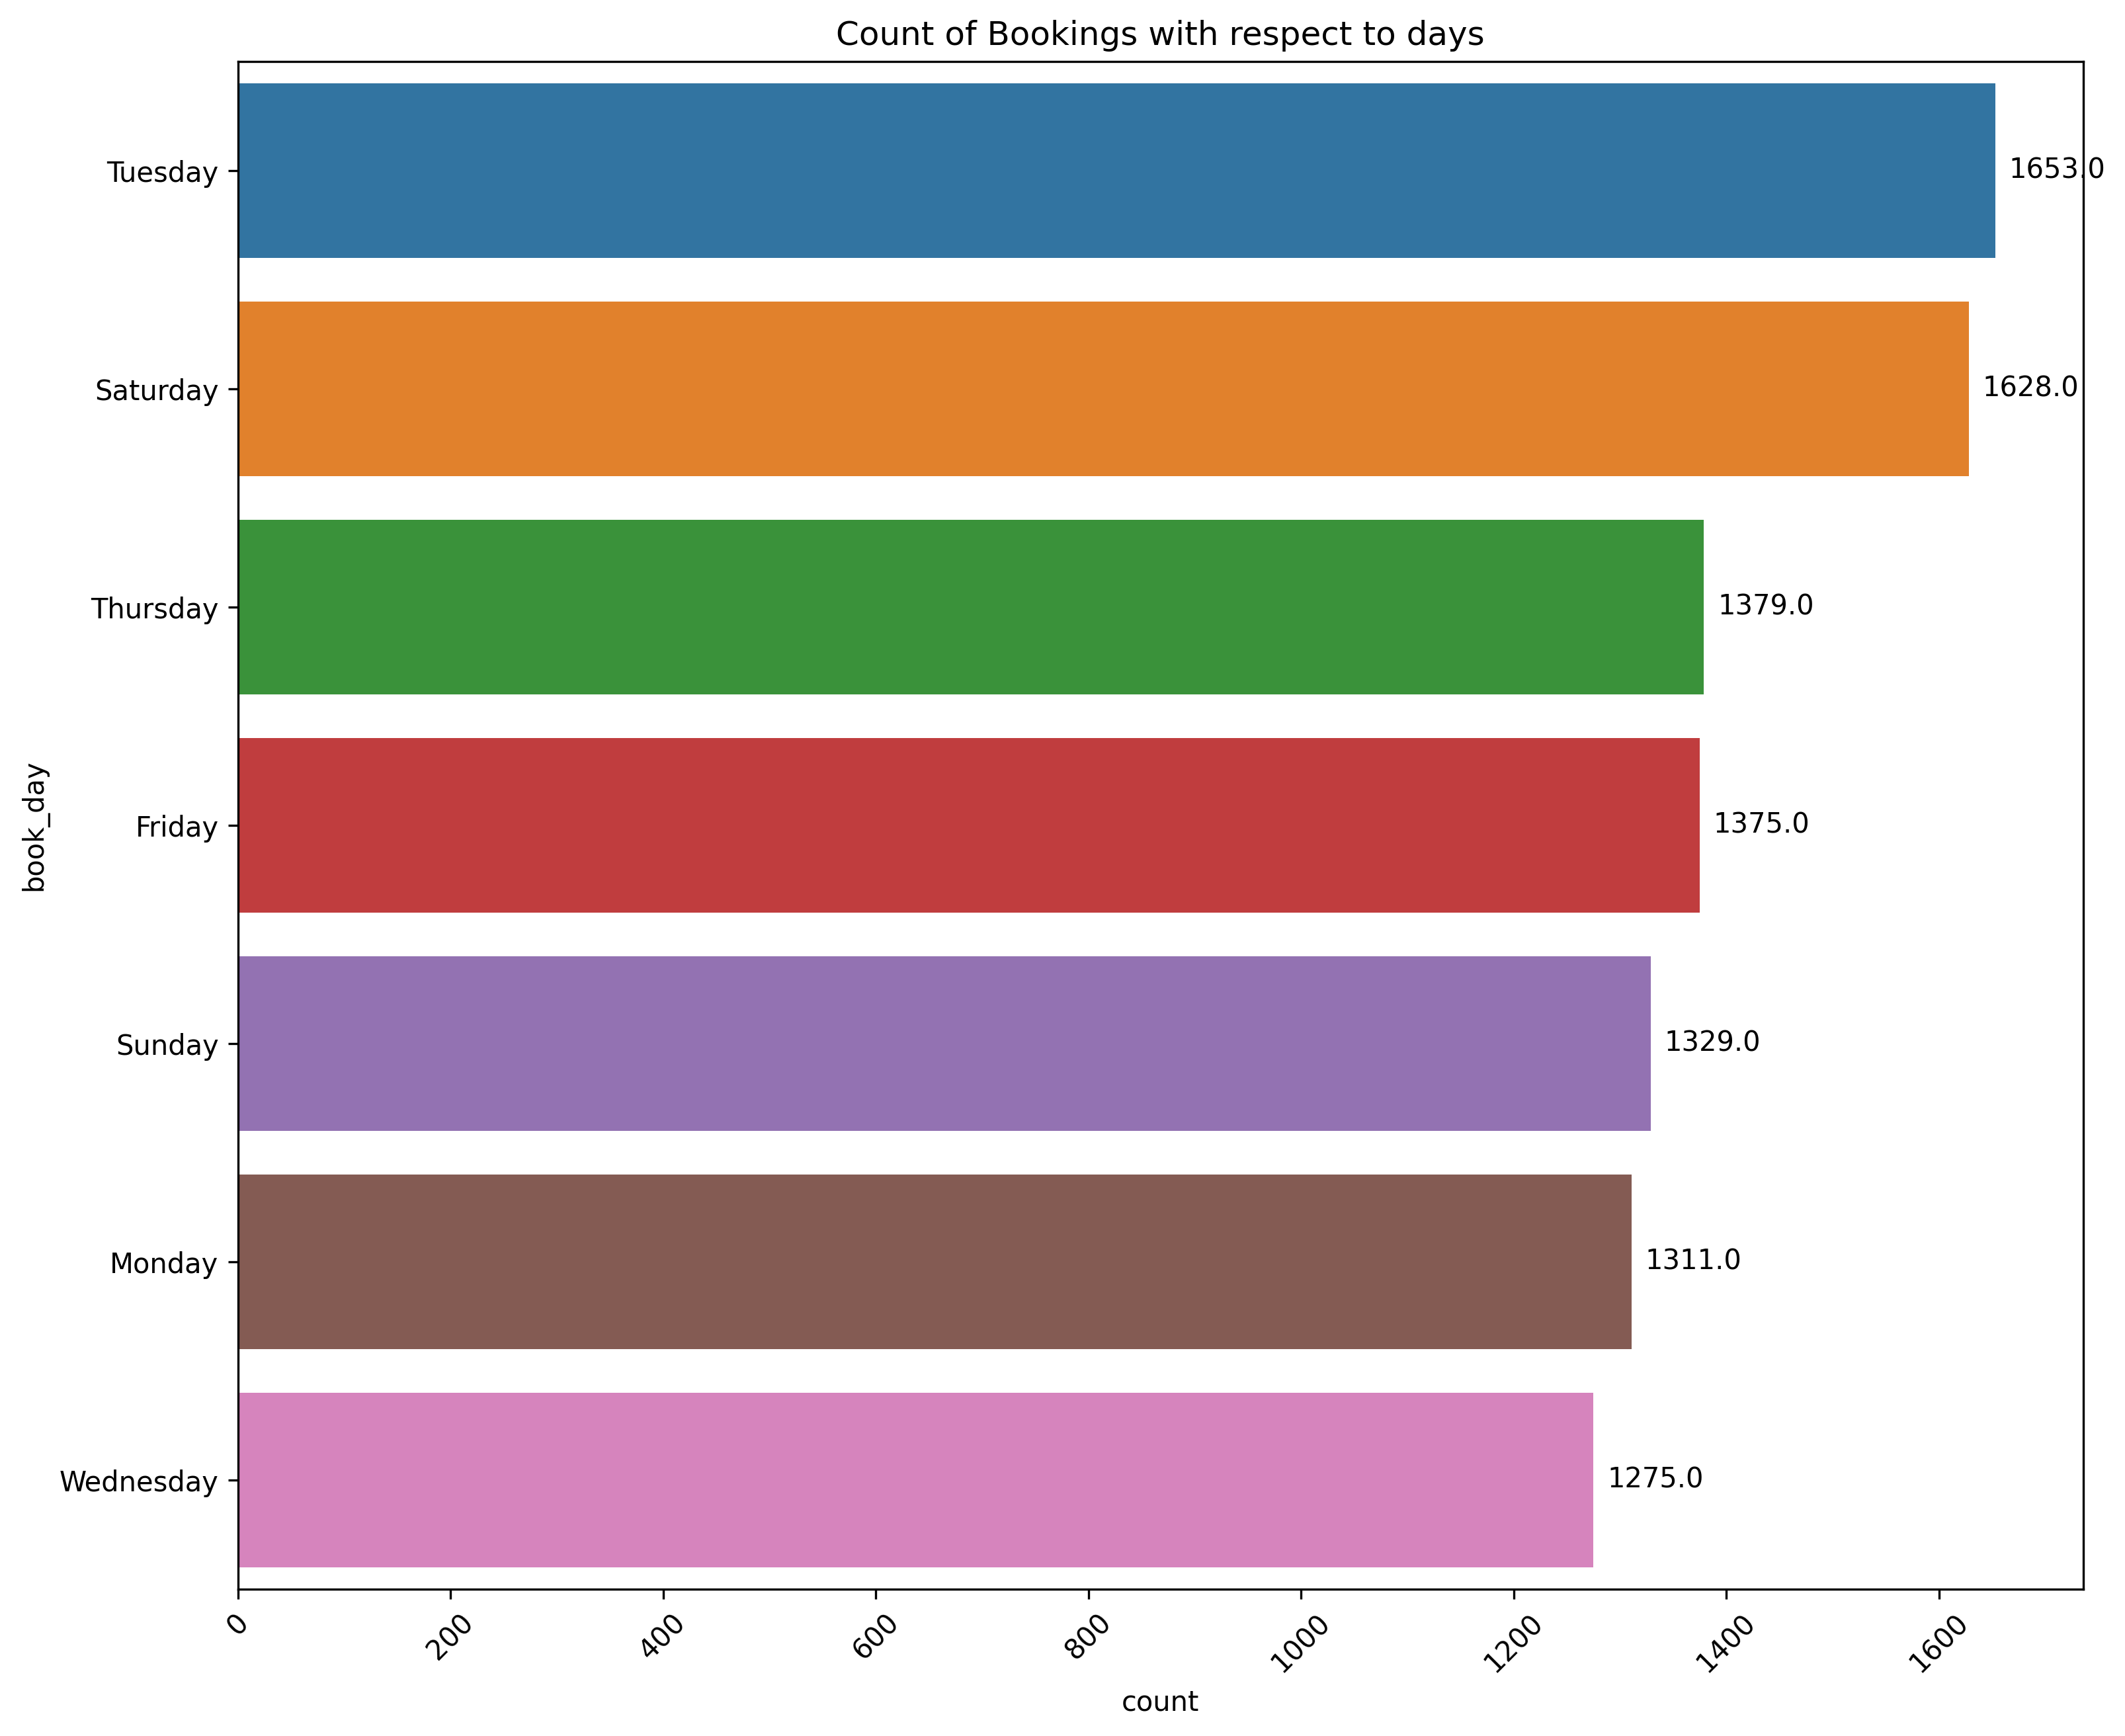 Count of Bookings with respect to days
Tuesday
1653.0
Saturday
1628.0
Thursday
1379.0
Friday
1375.0
book_day
Sunday
1329.0
Monday
1311.0
Wednesday
1275.0
0 200 400 600 800 1000 1200 1400 1600
count